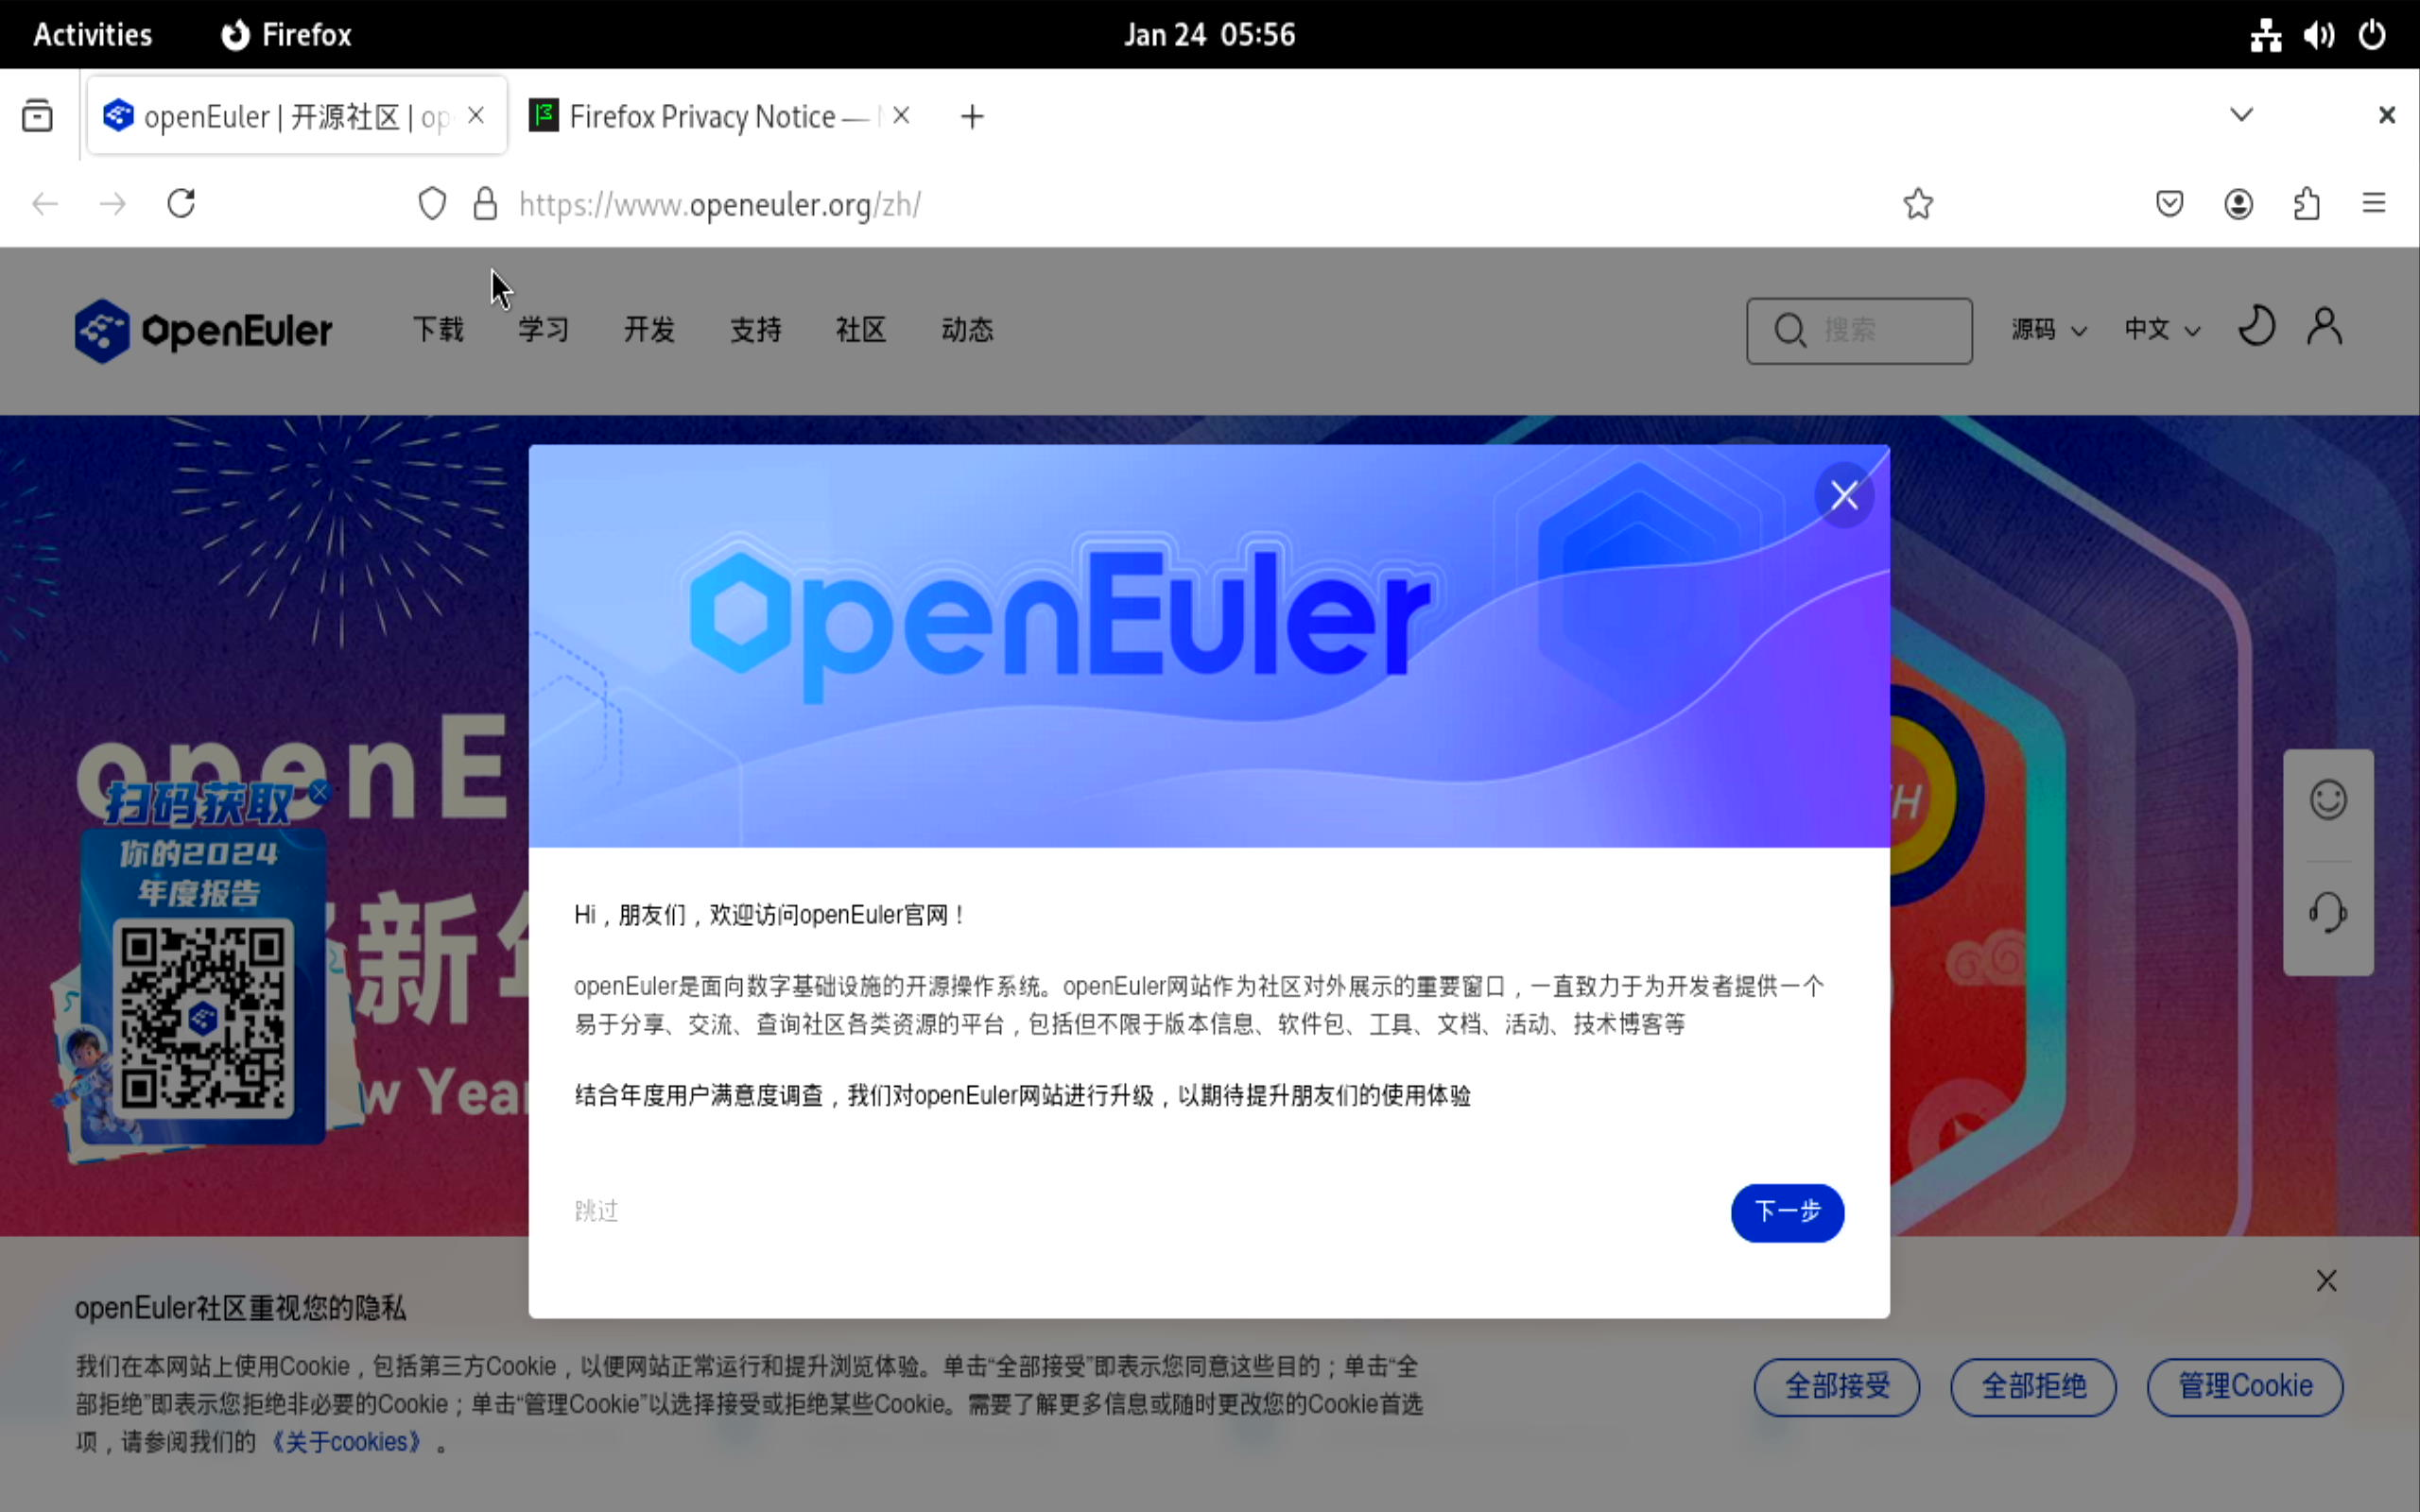 Activities
Firefox
Jan 24 05:56
openEuler | 开源社区 | op
Firefox Privacy Notice —
https://www.openeuler.org/zh/
openEuler
下载
学习
开发
支持
社区
动态
搜索
源码
中文
openEuler
openE
扫码获取
你的2024
年度报告
新年
w Year
H
Hi，朋友们，欢迎访问openEuler官网！
openEuler是面向数字基础设施的开源操作系统。openEuler网站作为社区对外展示的重要窗口，一直致力于为开发者提供一个
易于分享、交流、查询社区各类资源的平台，包括但不限于版本信息、软件包、工具、文档、活动、技术博客等
结合年度用户满意度调查，我们对openEuler网站进行升级，以期待提升朋友们的使用体验
跳过
下一步
openEuler社区重视您的隐私
我们在本网站上使用Cookie，包括第三方Cookie，以便网站正常运行和提升浏览体验。单击“全部接受”即表示您同意这些目的；单击“全
部拒绝”即表示您拒绝非必要的Cookie；单击“管理Cookie”以选择接受或拒绝某些Cookie。需要了解更多信息或随时更改您的Cookie首选
项，请参阅我们的 《关于cookies》 。
全部接受
全部拒绝
管理Cookie